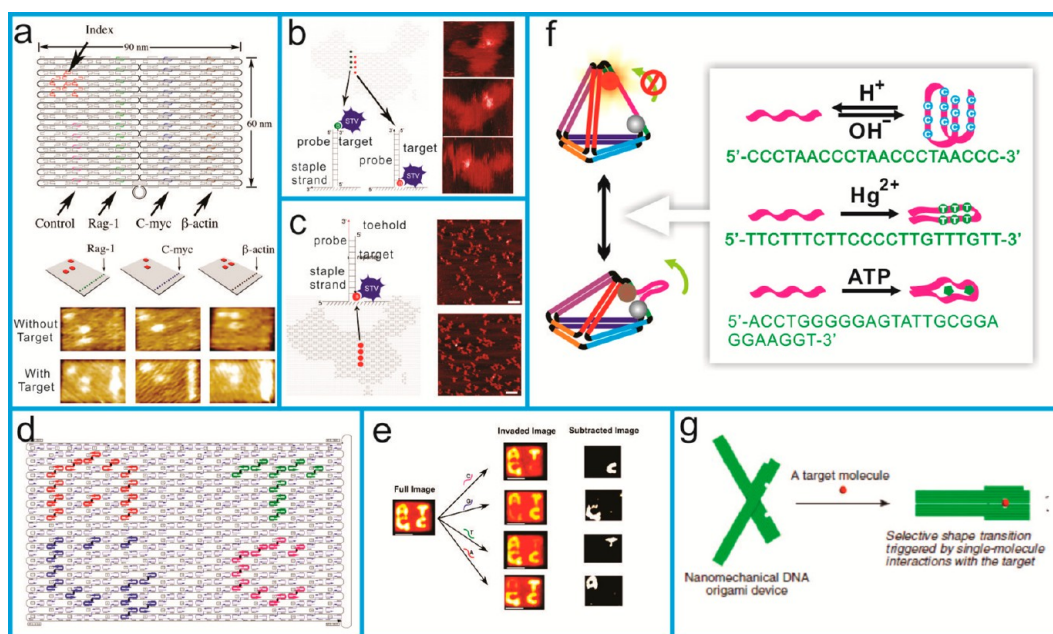 a
Index
90 nm
60 nm
Control Rag-1 C-myc β-actin
Rag-1 C-myc β-actin
Without
Target
With
Target
b
STV
probe target
staple
strand
target
probe
STV
5' 3'
c
toehold
probe
target
staple
strand
STV
5'
d
e
Invaded Image Subtracted Image
Full Image
A T
G C
f
H+
OH-
C C C C C C
5'-CCCTAACCCTAACCCTAACCC-3'
Hg2+
T T T
T T T
5'-TTCTTTCTTCCCCTTGTTTGTT-3'
ATP
5'-ACCTGGGGGAGTATTGCGGA
GGAAGGT-3'
g
A target molecule
Nanomechanical DNA
origami device
Selective shape transition
triggered by single-molecule
interactions with the target